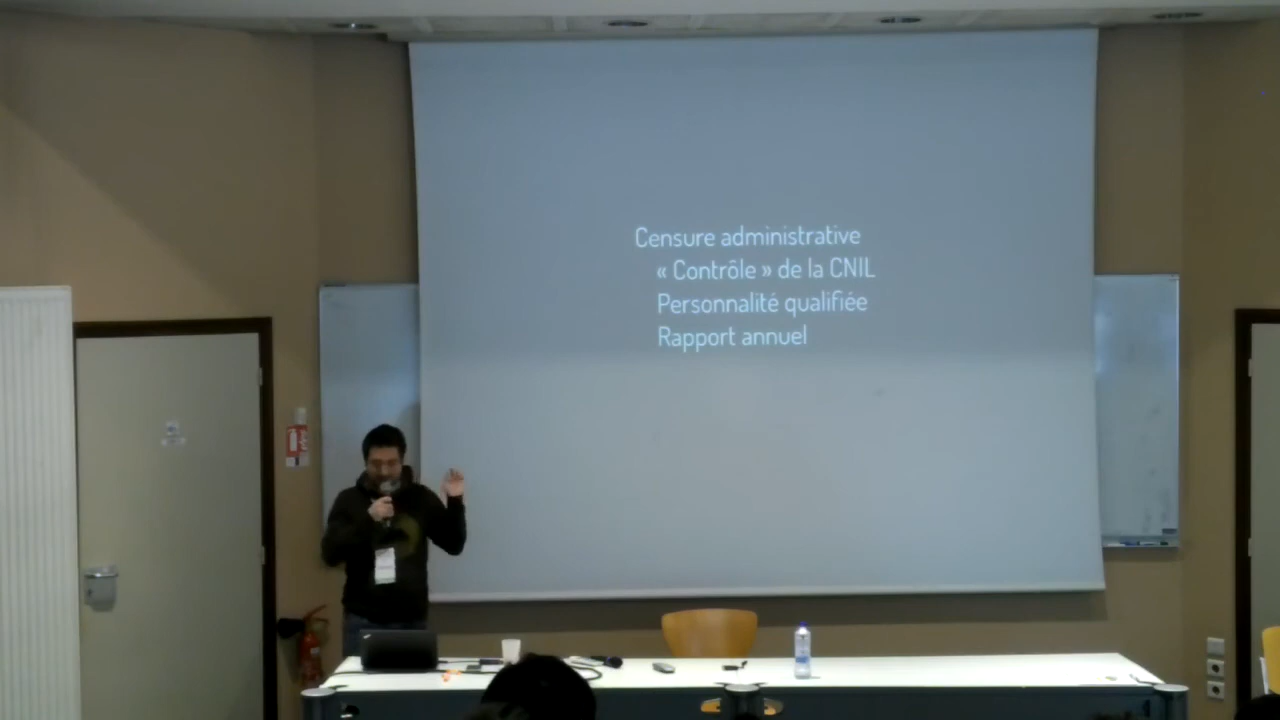 Censure administrative
« Contrôle » de la CNIL
Personnalité qualifiée
Rapport annuel